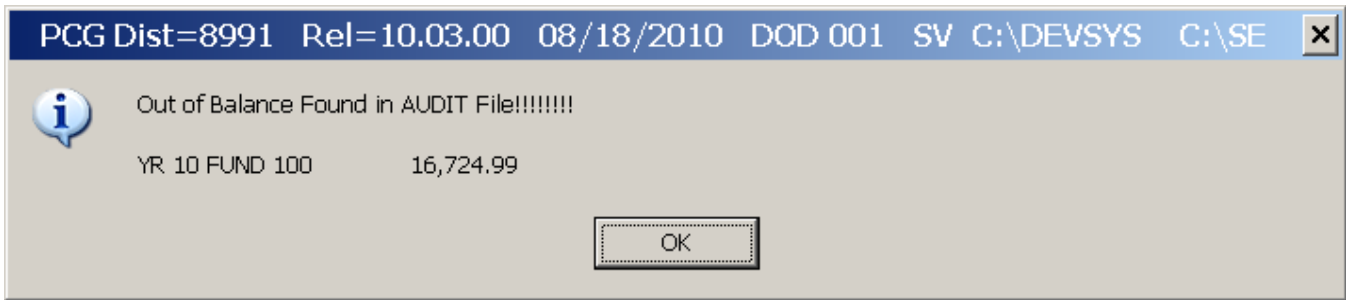 PCG Dist=8991 Rel=10.03.00 08/18/2010 DOD 001 SV C:\DEVSYS C:\SE
Out of Balance Found in AUDIT File!!!!!!!!
YR 10 FUND 100 16,724.99
OK